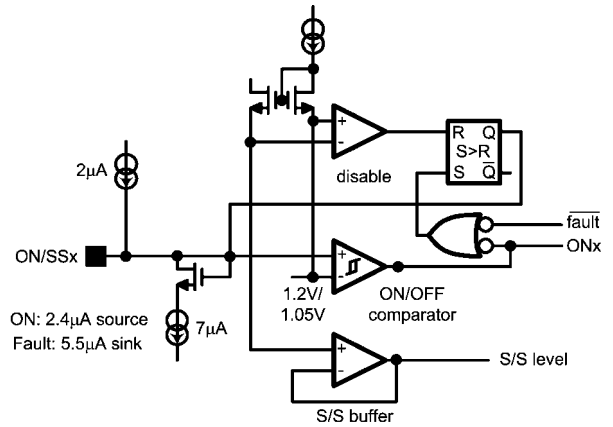 2µA
+
-
disable
R Q
S>R
S Q̅
f̅a̅u̅l̅t̅
ONx
ON/SSx
+
-
1.2V/
1.05V
ON/OFF
comparator
ON: 2.4µA source
Fault: 5.5µA sink
7µA
+
-
S/S level
S/S buffer